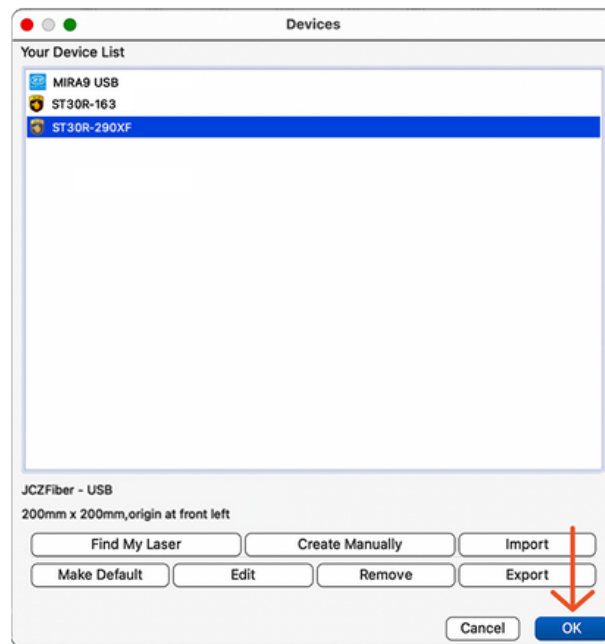 Devices
Your Device List
MIRA9 USB
ST30R-163
ST30R-290XF
JCZFiber - USB
200mm x 200mm,origin at front left
Find My Laser Create Manually Import
Make Default Edit Remove Export
Cancel OK